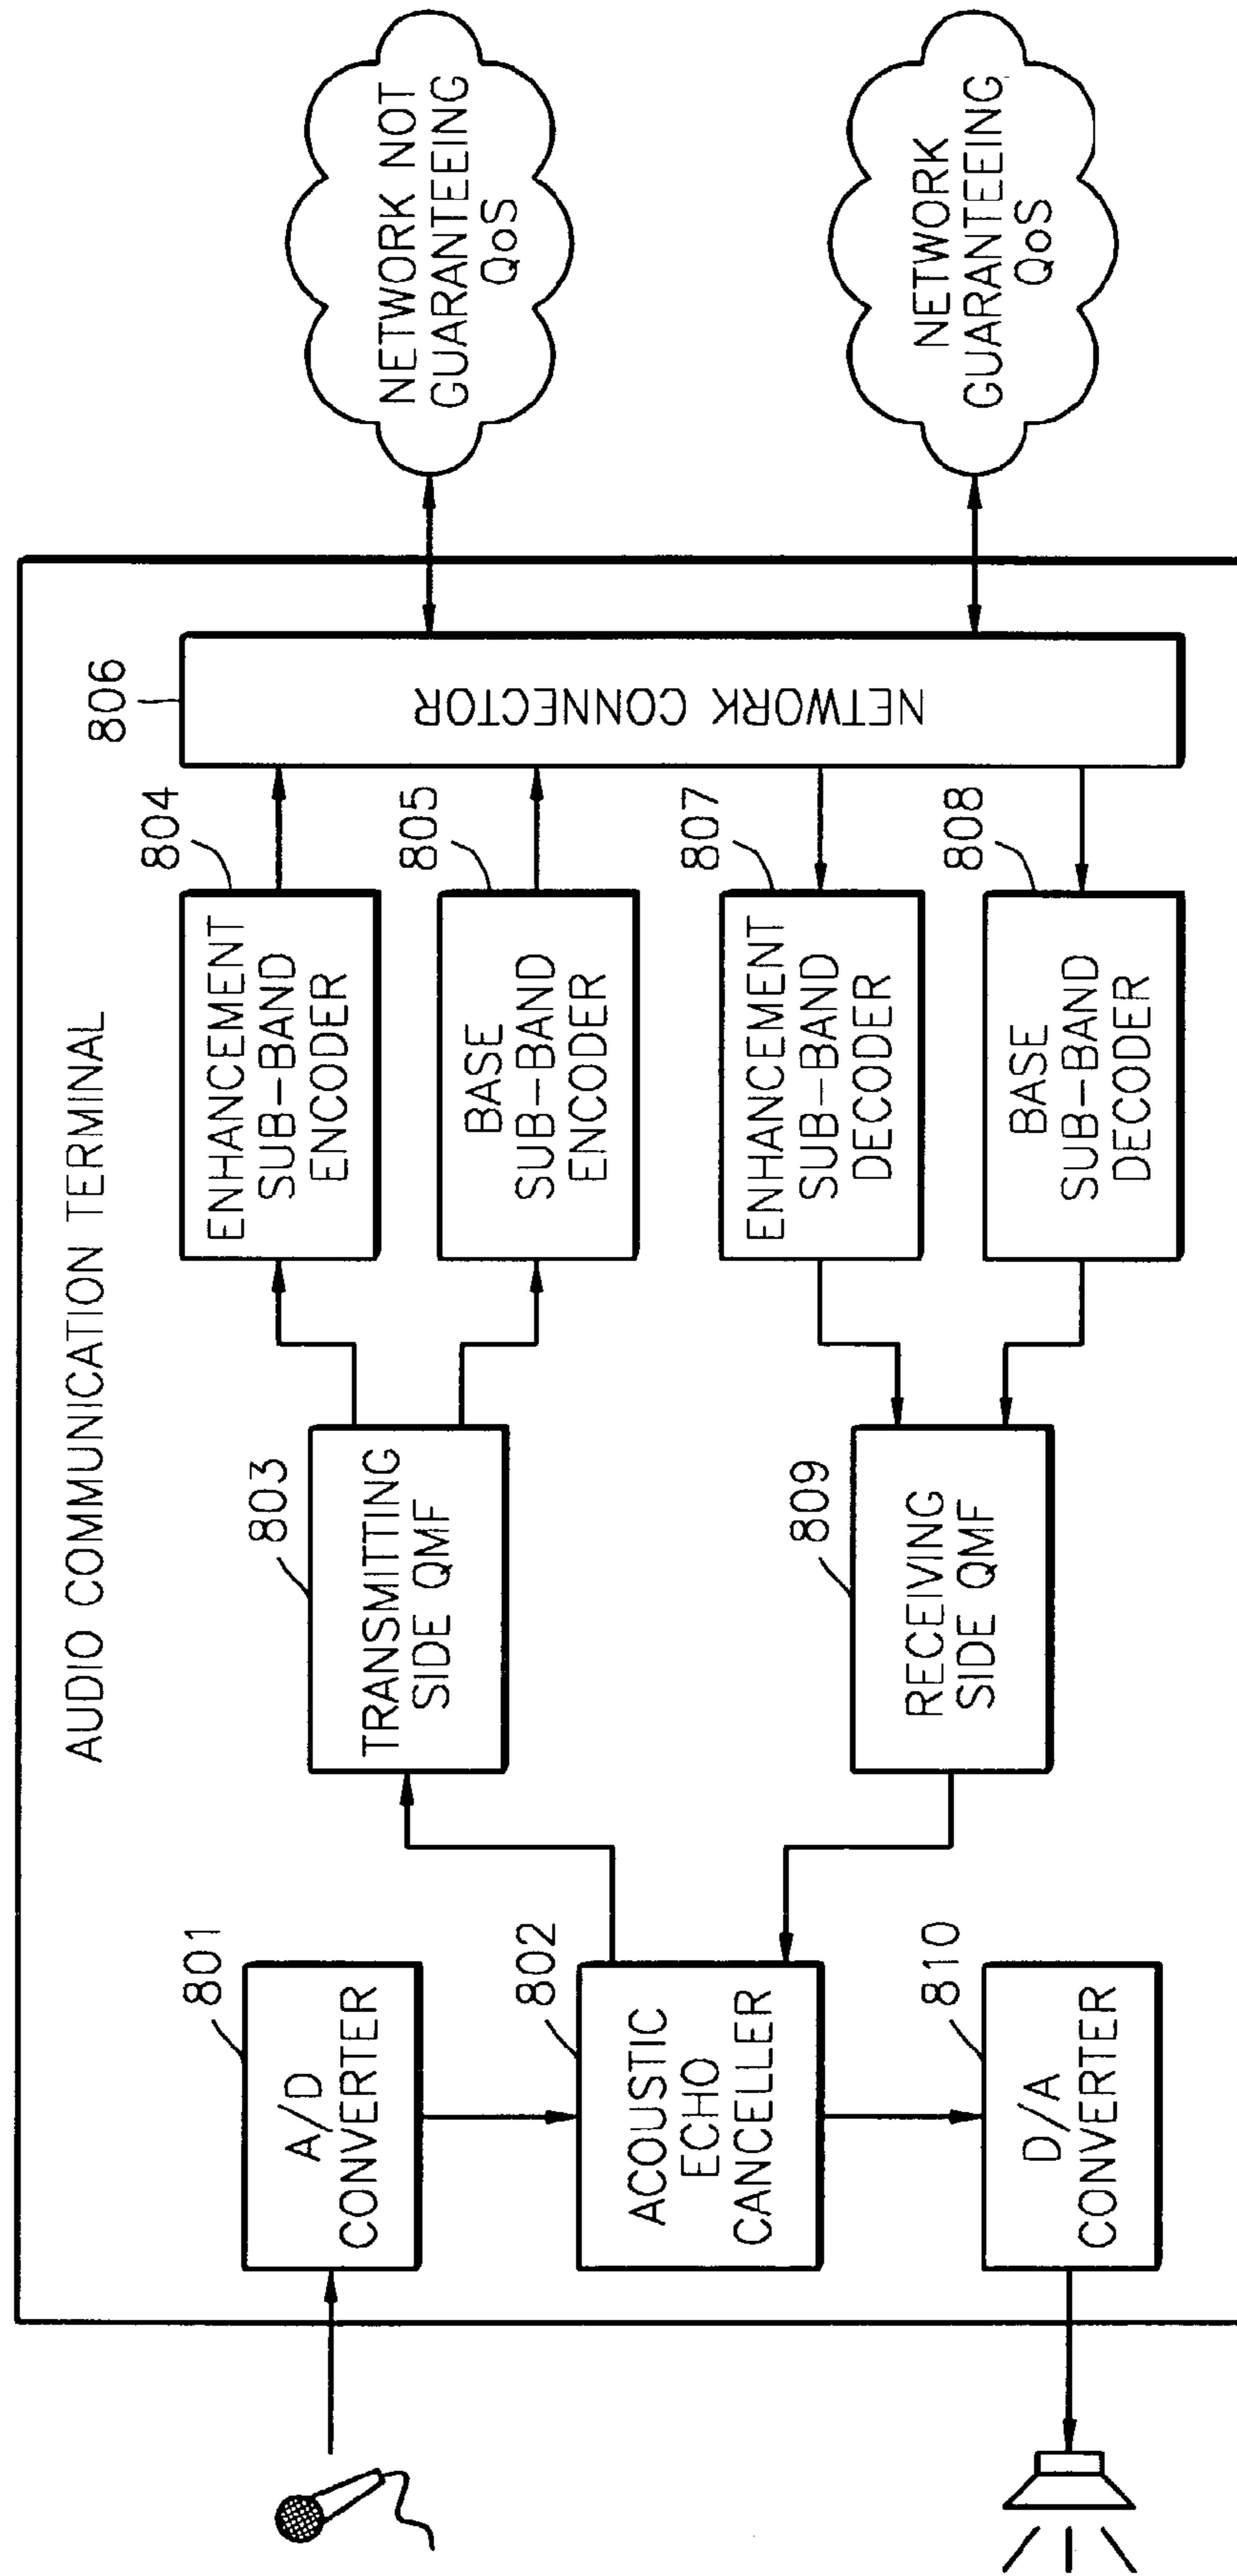 AUDIO COMMUNICATION TERMINAL
801
A/D
CONVERTER
802
ACOUSTIC
ECHO
CANCELLER
810
D/A
CONVERTER
803
TRANSMITTING
SIDE QMF
809
RECEIVING
SIDE QMF
804
ENHANCEMENT
SUB-BAND
ENCODER
805
BASE
SUB-BAND
ENCODER
807
ENHANCEMENT
SUB-BAND
DECODER
808
BASE
SUB-BAND
DECODER
806
NETWORK CONNECTOR
NETWORK NOT
GUARANTEEING
QoS
NETWORK
GUARANTEEING
QoS